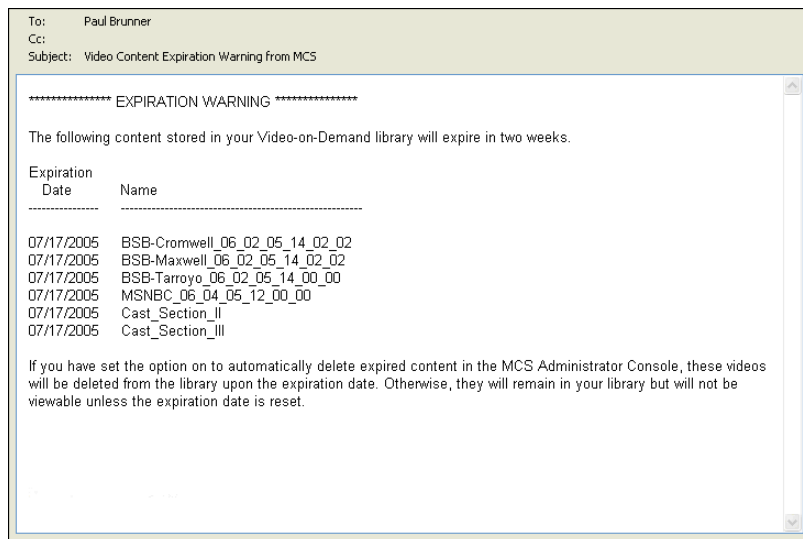 To: Paul Brunner
Cc:
Subject: Video Content Expiration Warning from MCS
*************** EXPIRATION WARNING ***************
The following content stored in your Video-on-Demand library will expire in two weeks.
Expiration
Date Name
---------------- -------------------------------------------------------
07/17/2005 BSB-Cromwell_06_02_05_14_02_02
07/17/2005 BSB-Maxwell_06_02_05_14_02_02
07/17/2005 BSB-Tarroyo_06_02_05_14_00_00
07/17/2005 MSNBC_06_04_05_12_00_00
07/17/2005 Cast_Section_II
07/17/2005 Cast_Section_III
If you have set the option on to automatically delete expired content in the MCS Administrator Console, these videos
will be deleted from the library upon the expiration date. Otherwise, they will remain in your library but will not be
viewable unless the expiration date is reset.